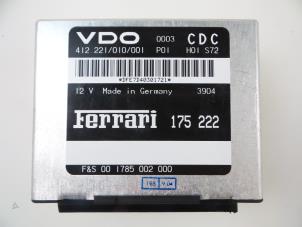 VDO 0003 CDC
412 221/010/001 P01 H01 S72
*DFE7D40301721*
12 V Made in Germany 3904
Ferrari 175 222
F&S 00 1785 002 000